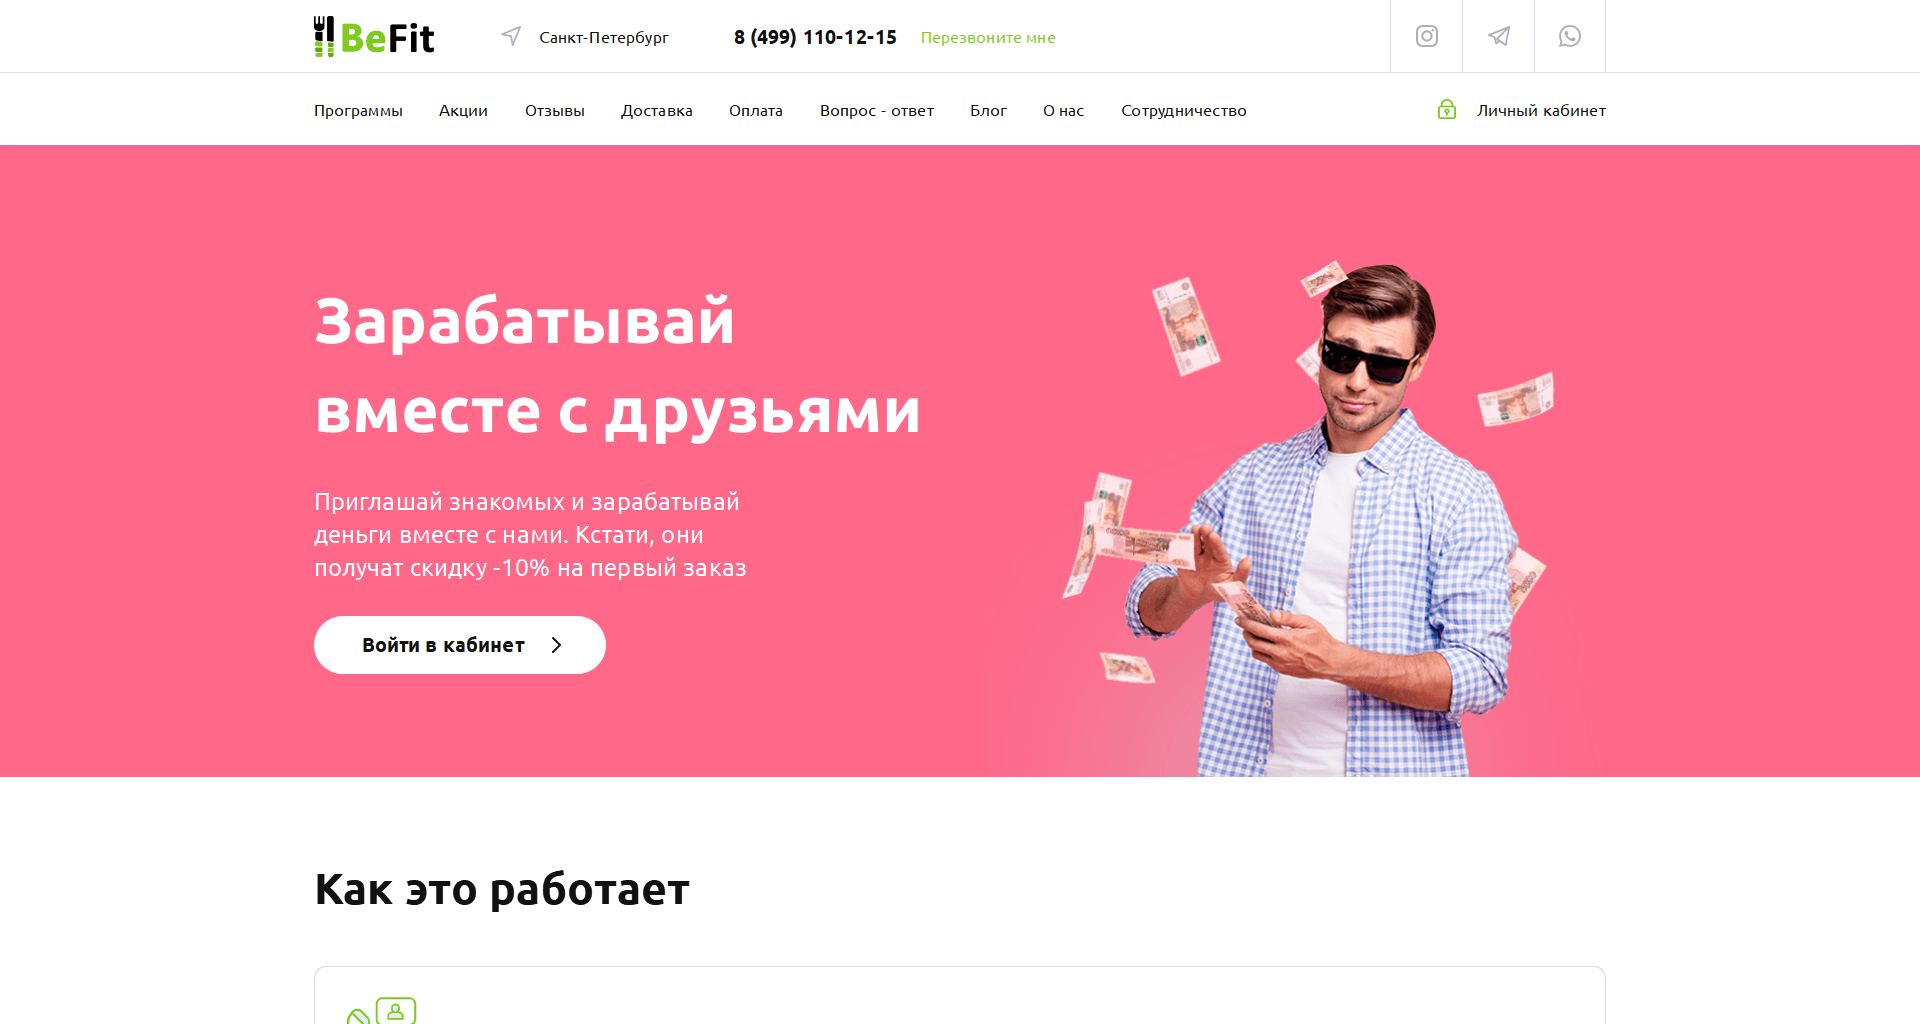 BeFit
Санкт-Петербург
8 (499) 110-12-15
Перезвоните мне
Программы
Акции
Отзывы
Доставка
Оплата
Вопрос - ответ
Блог
О нас
Сотрудничество
Личный кабинет
Зарабатывай
вместе с друзьями
Приглашай знакомых и зарабатывай
деньги вместе с нами. Кстати, они
получат скидку -10% на первый заказ
Войти в кабинет
Как это работает